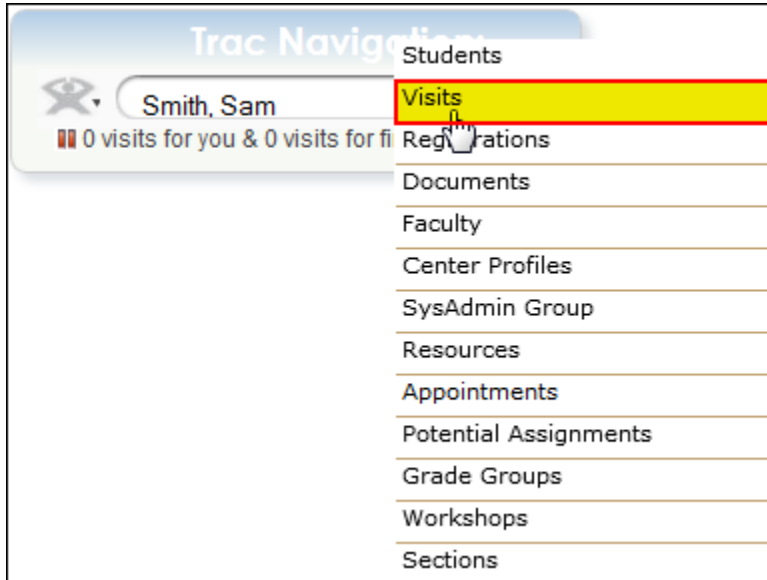 Trac Navigation:
Smith, Sam
0 visits for you & 0 visits for fi
Students
Visits
Registrations
Documents
Faculty
Center Profiles
SysAdmin Group
Resources
Appointments
Potential Assignments
Grade Groups
Workshops
Sections